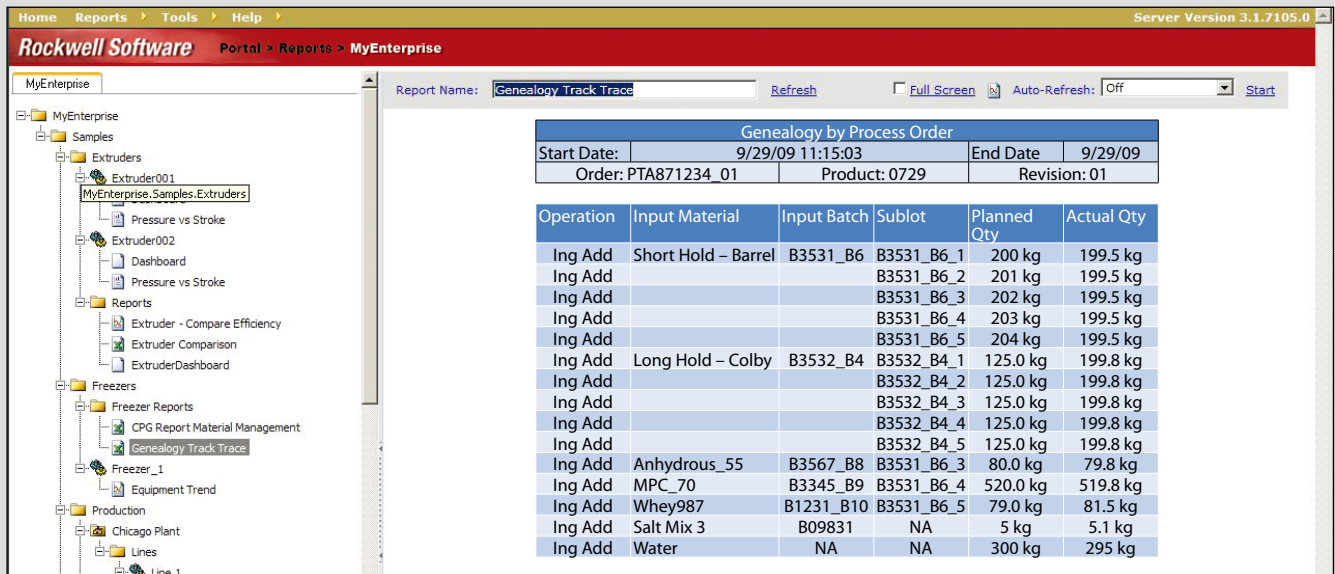 Home Reports Tools Help Server Version 3.1.7105.0
Rockwell Software Portal > Reports > MyEnterprise
MyEnterprise
MyEnterprise
Samples
Extruders
Extruder001
MyEnterprise.Samples.Extruders
Pressure vs Stroke
Extruder002
Dashboard
Pressure vs Stroke
Reports
Extruder - Compare Efficiency
Extruder Comparison
ExtruderDashboard
Freezers
Freezer Reports
CPG Report Material Management
Genealogy Track Trace
Freezer_1
Equipment Trend
Production
Chicago Plant
Lines
Line 1
Report Name: Genealogy Track Trace Refresh Full Screen Auto-Refresh: Off Start
Genealogy by Process Order
Start Date: 9/29/09 11:15:03 End Date 9/29/09
Order: PTA871234_01 Product: 0729 Revision: 01
Operation Input Material Input Batch Sublot Planned Qty Actual Qty
Ing Add Short Hold – Barrel B3531_B6 B3531_B6_1 200 kg 199.5 kg
Ing Add B3531_B6_2 201 kg 199.5 kg
Ing Add B3531_B6_3 202 kg 199.5 kg
Ing Add B3531_B6_4 203 kg 199.5 kg
Ing Add B3531_B6_5 204 kg 199.5 kg
Ing Add Long Hold – Colby B3532_B4 B3532_B4_1 125.0 kg 199.8 kg
Ing Add B3532_B4_2 125.0 kg 199.8 kg
Ing Add B3532_B4_3 125.0 kg 199.8 kg
Ing Add B3532_B4_4 125.0 kg 199.8 kg
Ing Add B3532_B4_5 125.0 kg 199.8 kg
Ing Add Anhydrous_55 B3567_B8 B3531_B6_3 80.0 kg 79.8 kg
Ing Add MPC_70 B3345_B9 B3531_B6_4 520.0 kg 519.8 kg
Ing Add Whey987 B1231_B10 B3531_B6_5 79.0 kg 81.5 kg
Ing Add Salt Mix 3 B09831 NA 5 kg 5.1 kg
Ing Add Water NA NA 300 kg 295 kg